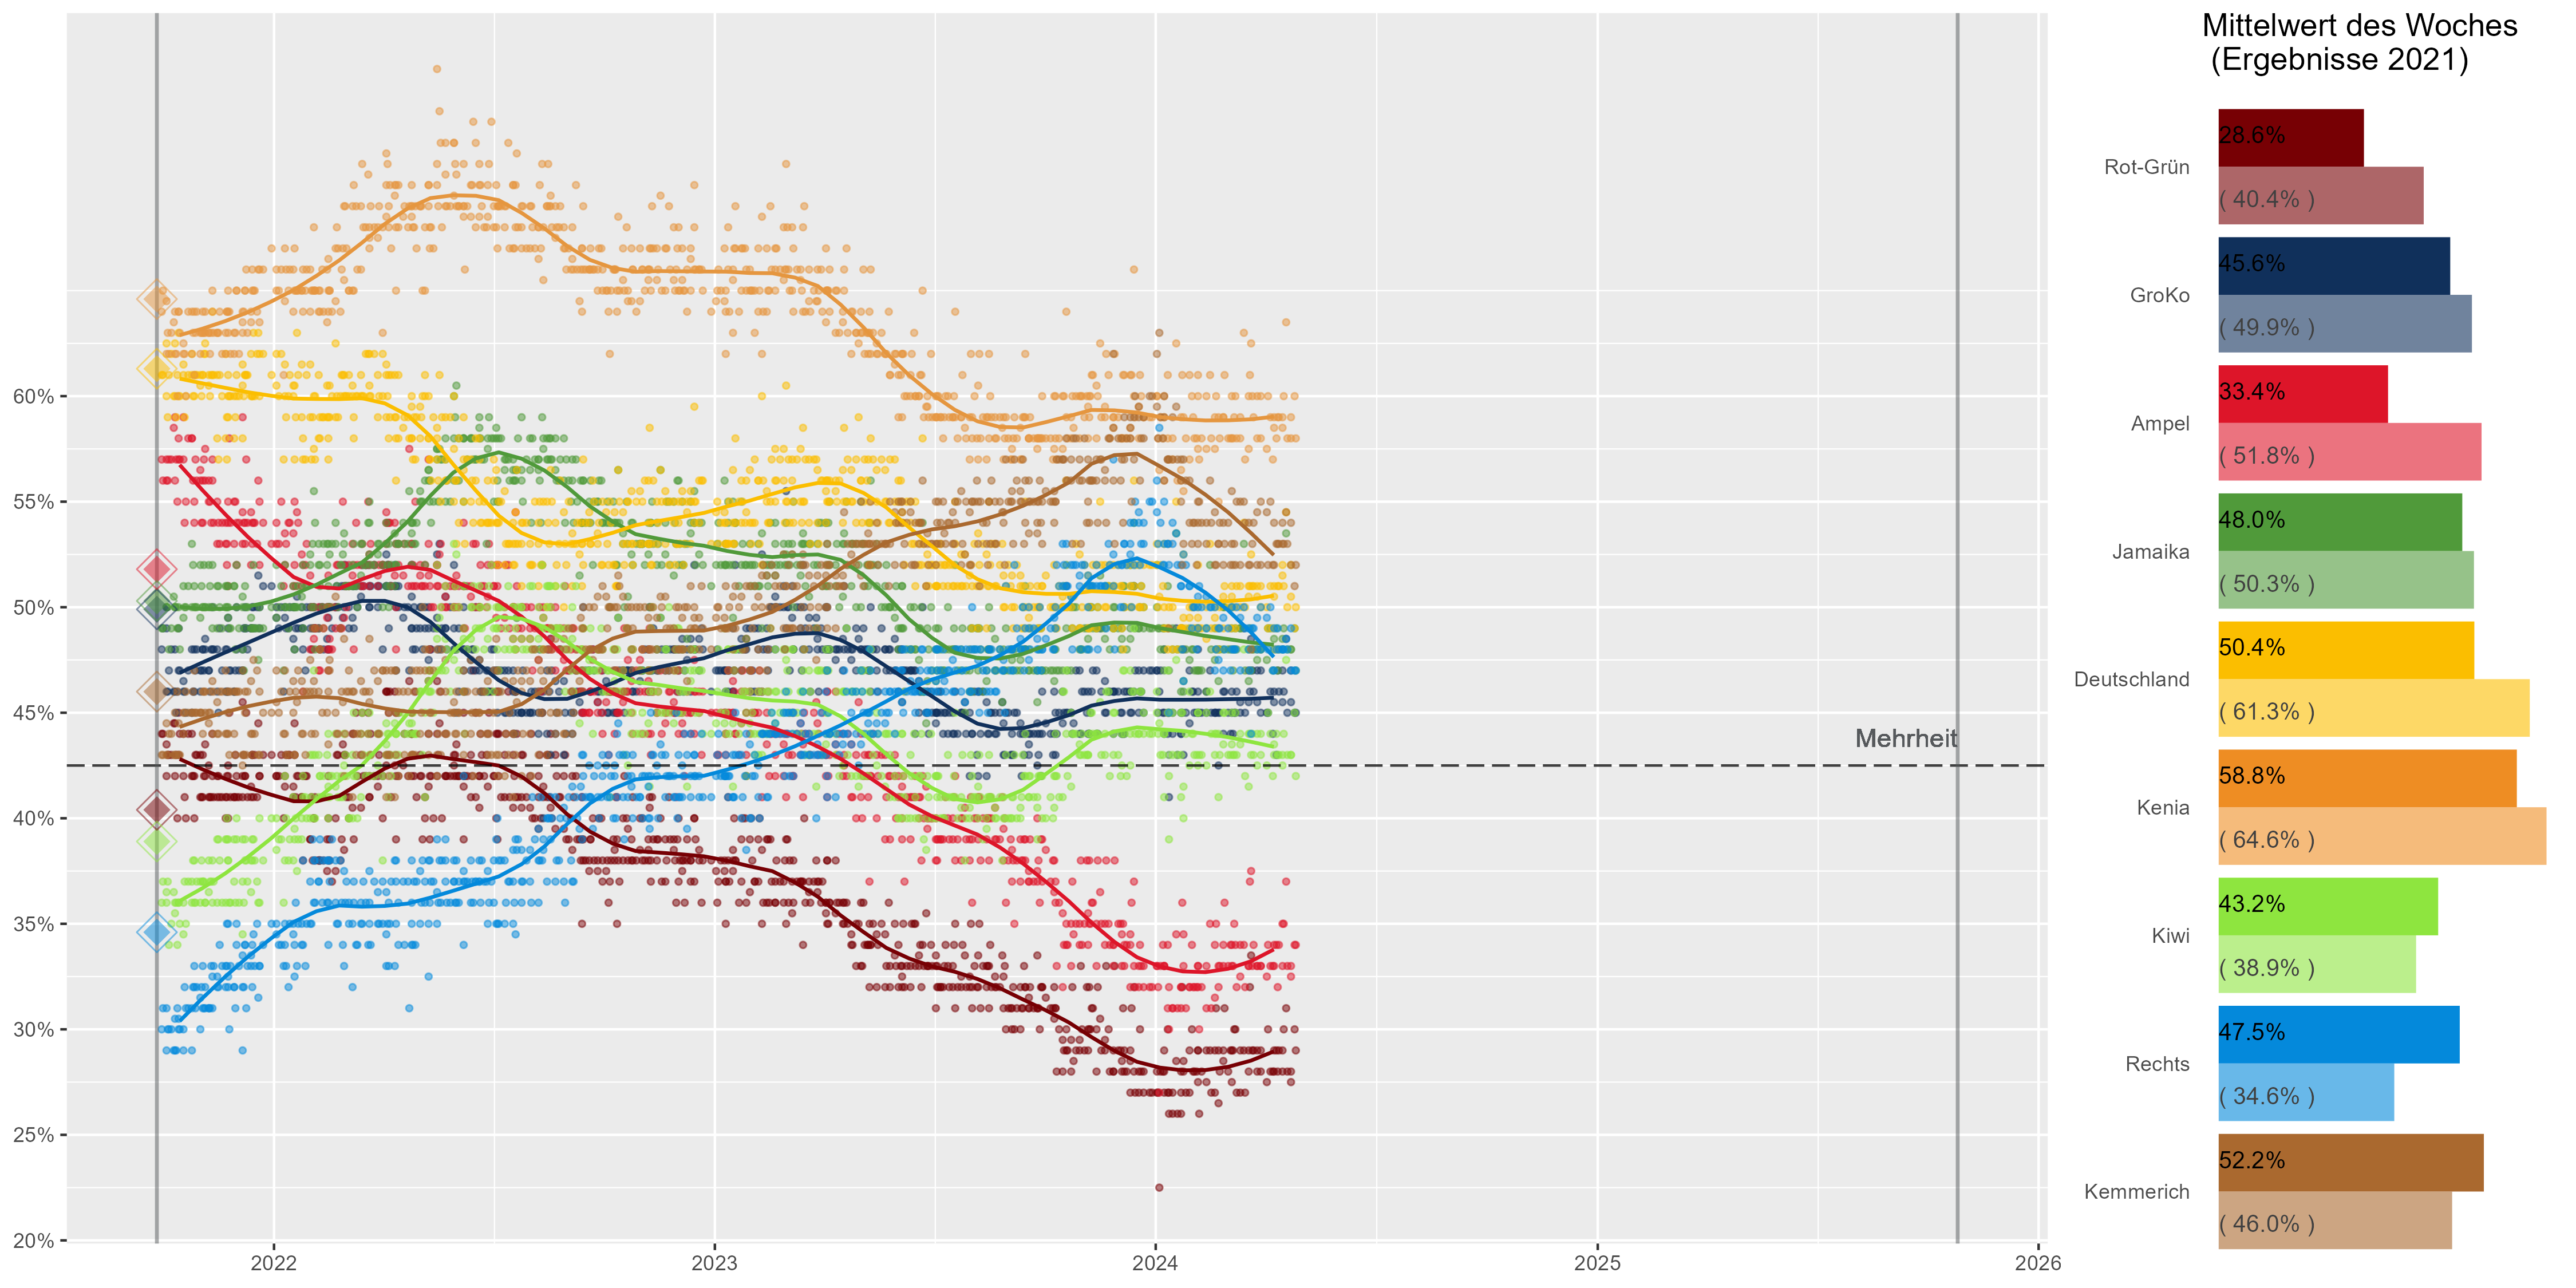 60%
55%
50%
45%
40%
35%
30%
25%
20%
2022
2023
2024
2025
2026
Mehrheit
Mittelwert des Woches
(Ergebnisse 2021)
Rot-Grün
28.6%
( 40.4% )
GroKo
45.6%
( 49.9% )
Ampel
33.4%
( 51.8% )
Jamaika
48.0%
( 50.3% )
Deutschland
50.4%
( 61.3% )
Kenia
58.8%
( 64.6% )
Kiwi
43.2%
( 38.9% )
Rechts
47.5%
( 34.6% )
Kemmerich
52.2%
( 46.0% )